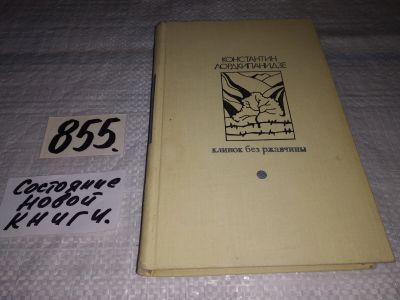 КОНСТАНТИН
ЛОРДКИПАНИДЗЕ
клинок без ржавчины
855.
Состояние
новой
книги.